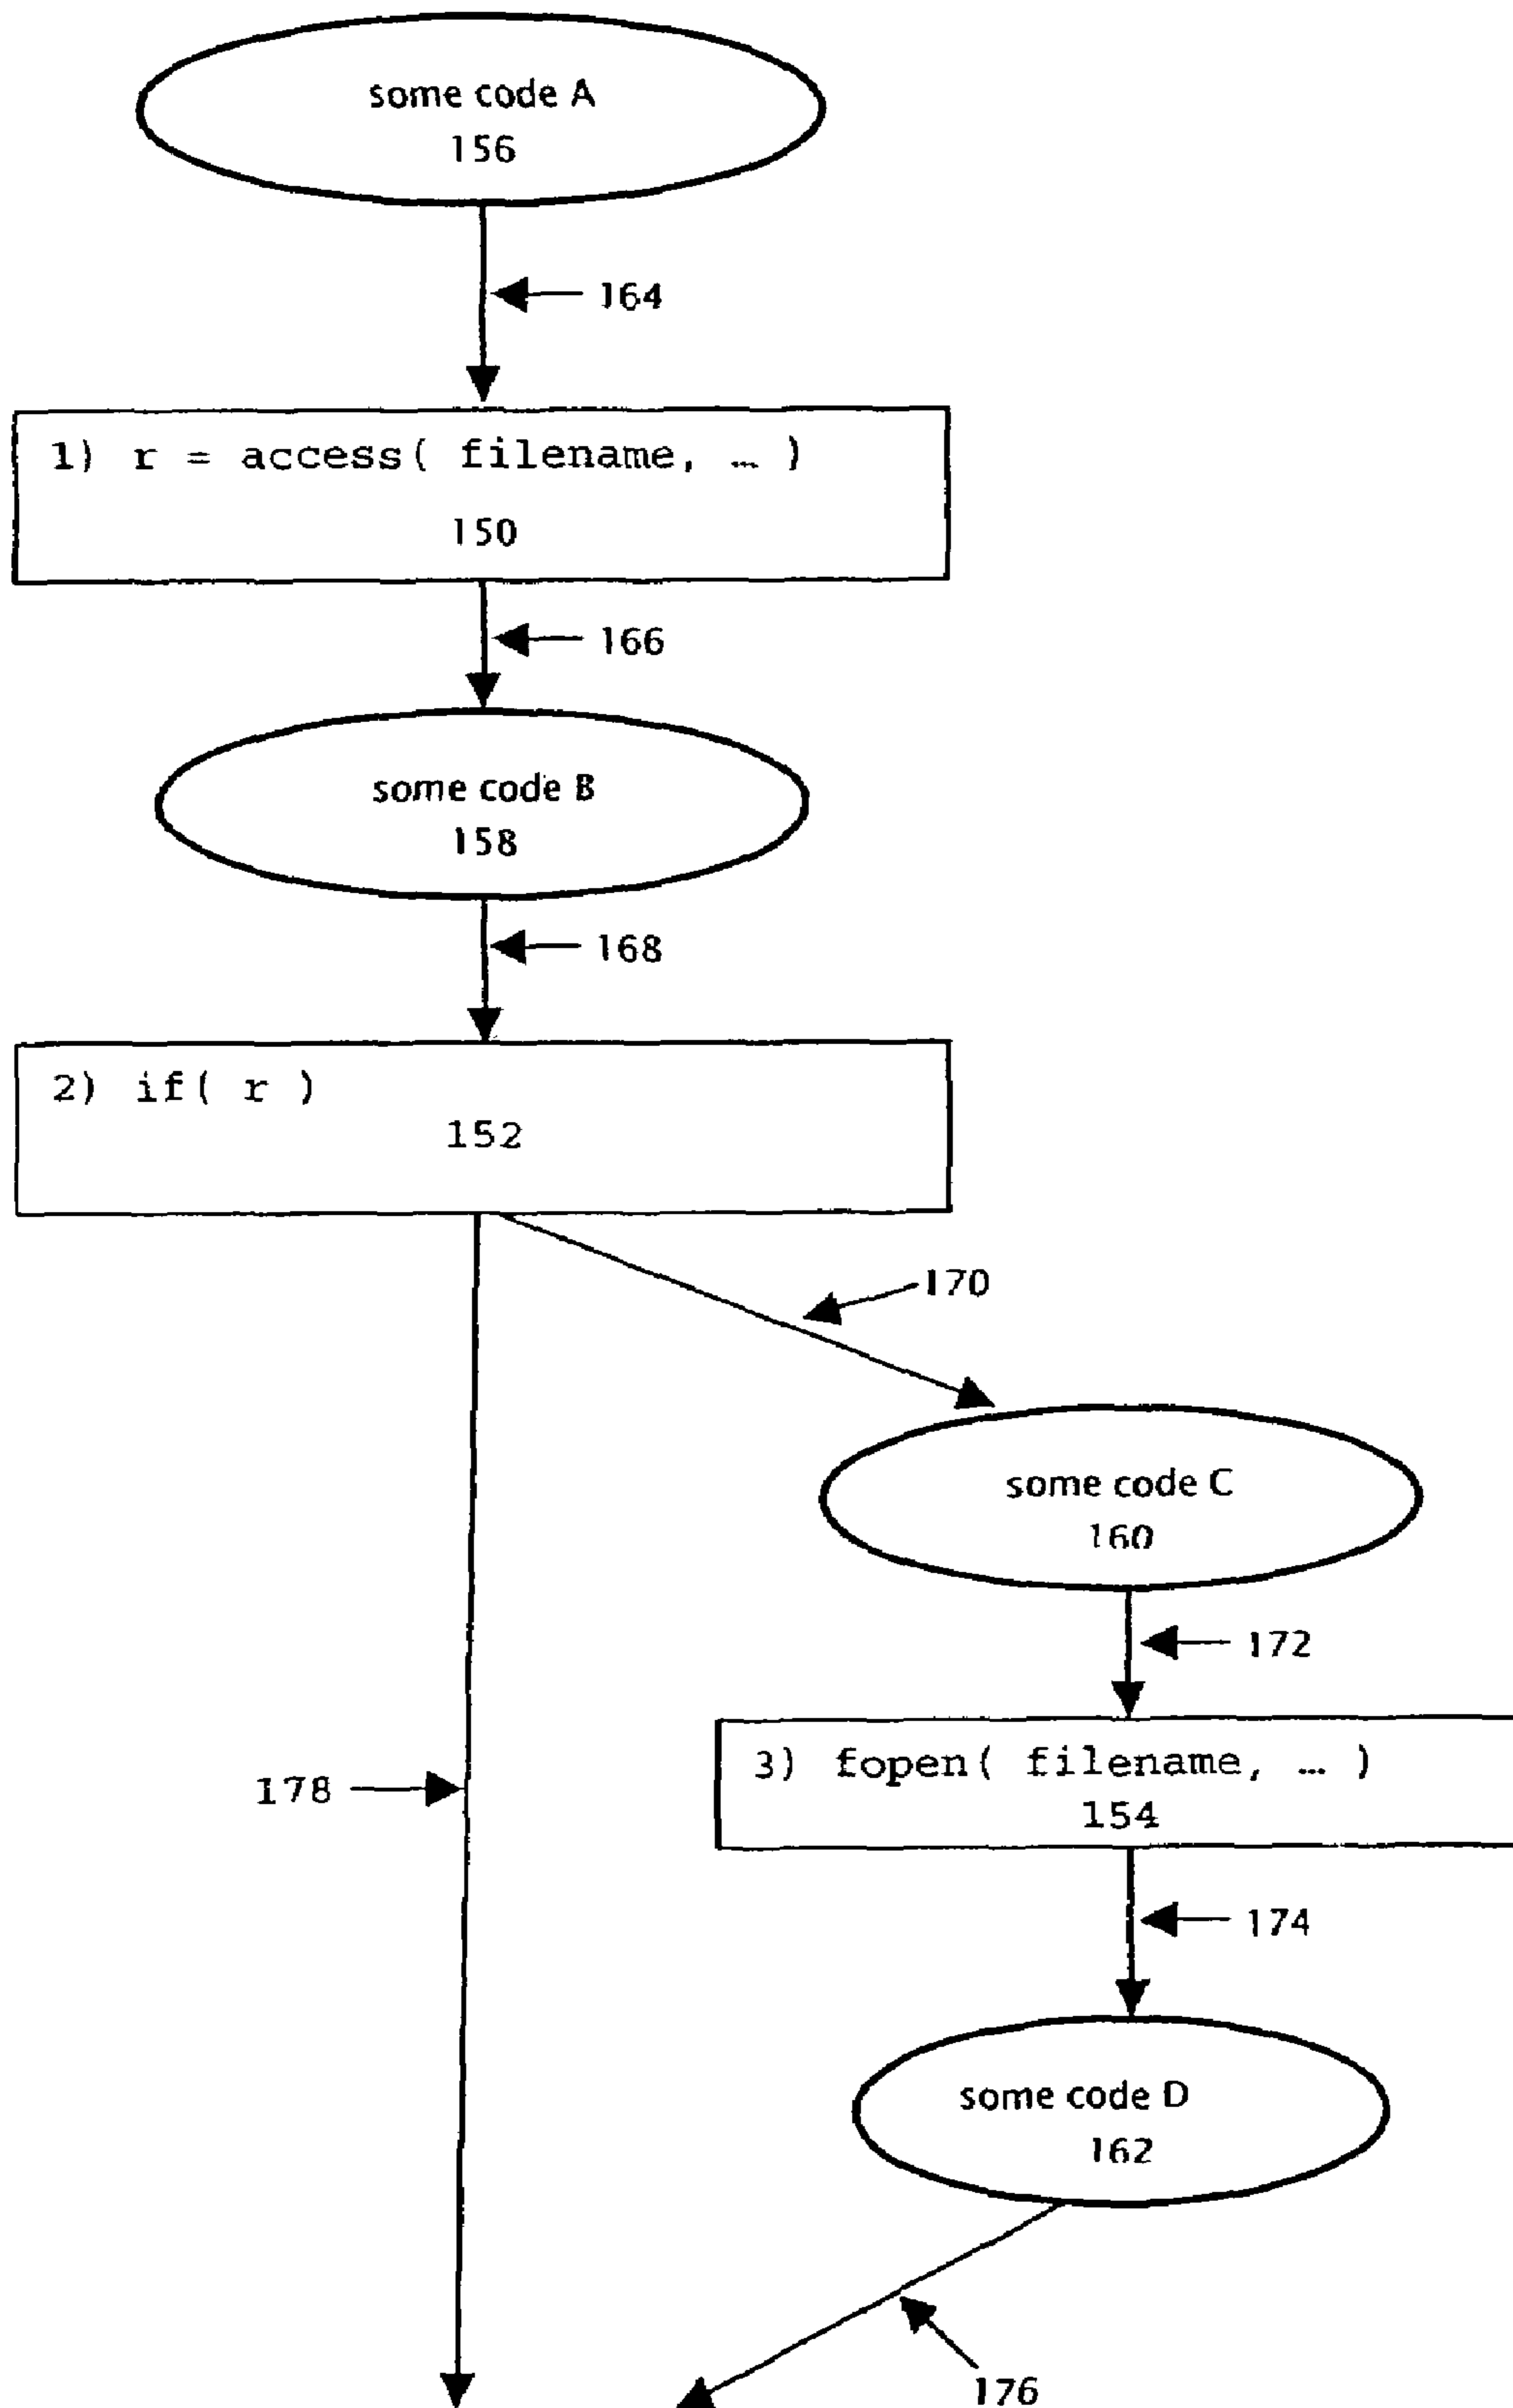 some code A
156
164
1) r = access( filename, … )
150
166
some code B
158
168
2) if( r )
152
170
some code C
160
172
3) fopen( filename, … )
154
178
174
some code D
162
176